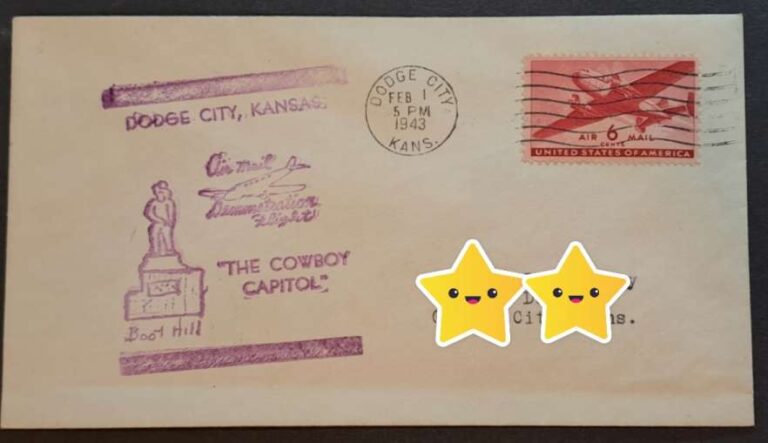 DODGE CITY, KANSAS.
Air mail
Demonstration
Flight
"THE COWBOY
CAPITOL"
Boot Hill
DODGE CITY,
FEB 1
5 PM
1943
KANS.
AIR 6 MAIL
CENTS
UNITED STATES OF AMERICA